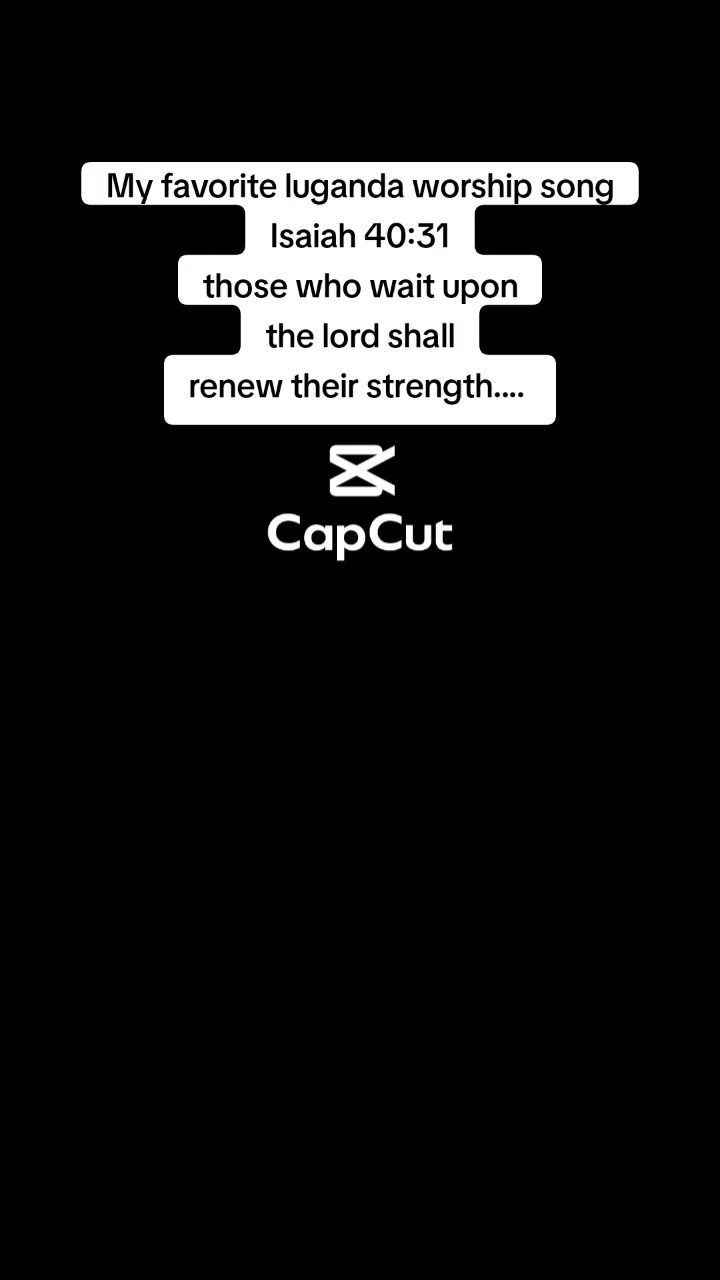 My favorite luganda worship song
Isaiah 40:31
those who wait upon
the lord shall
renew their strength....
CapCut